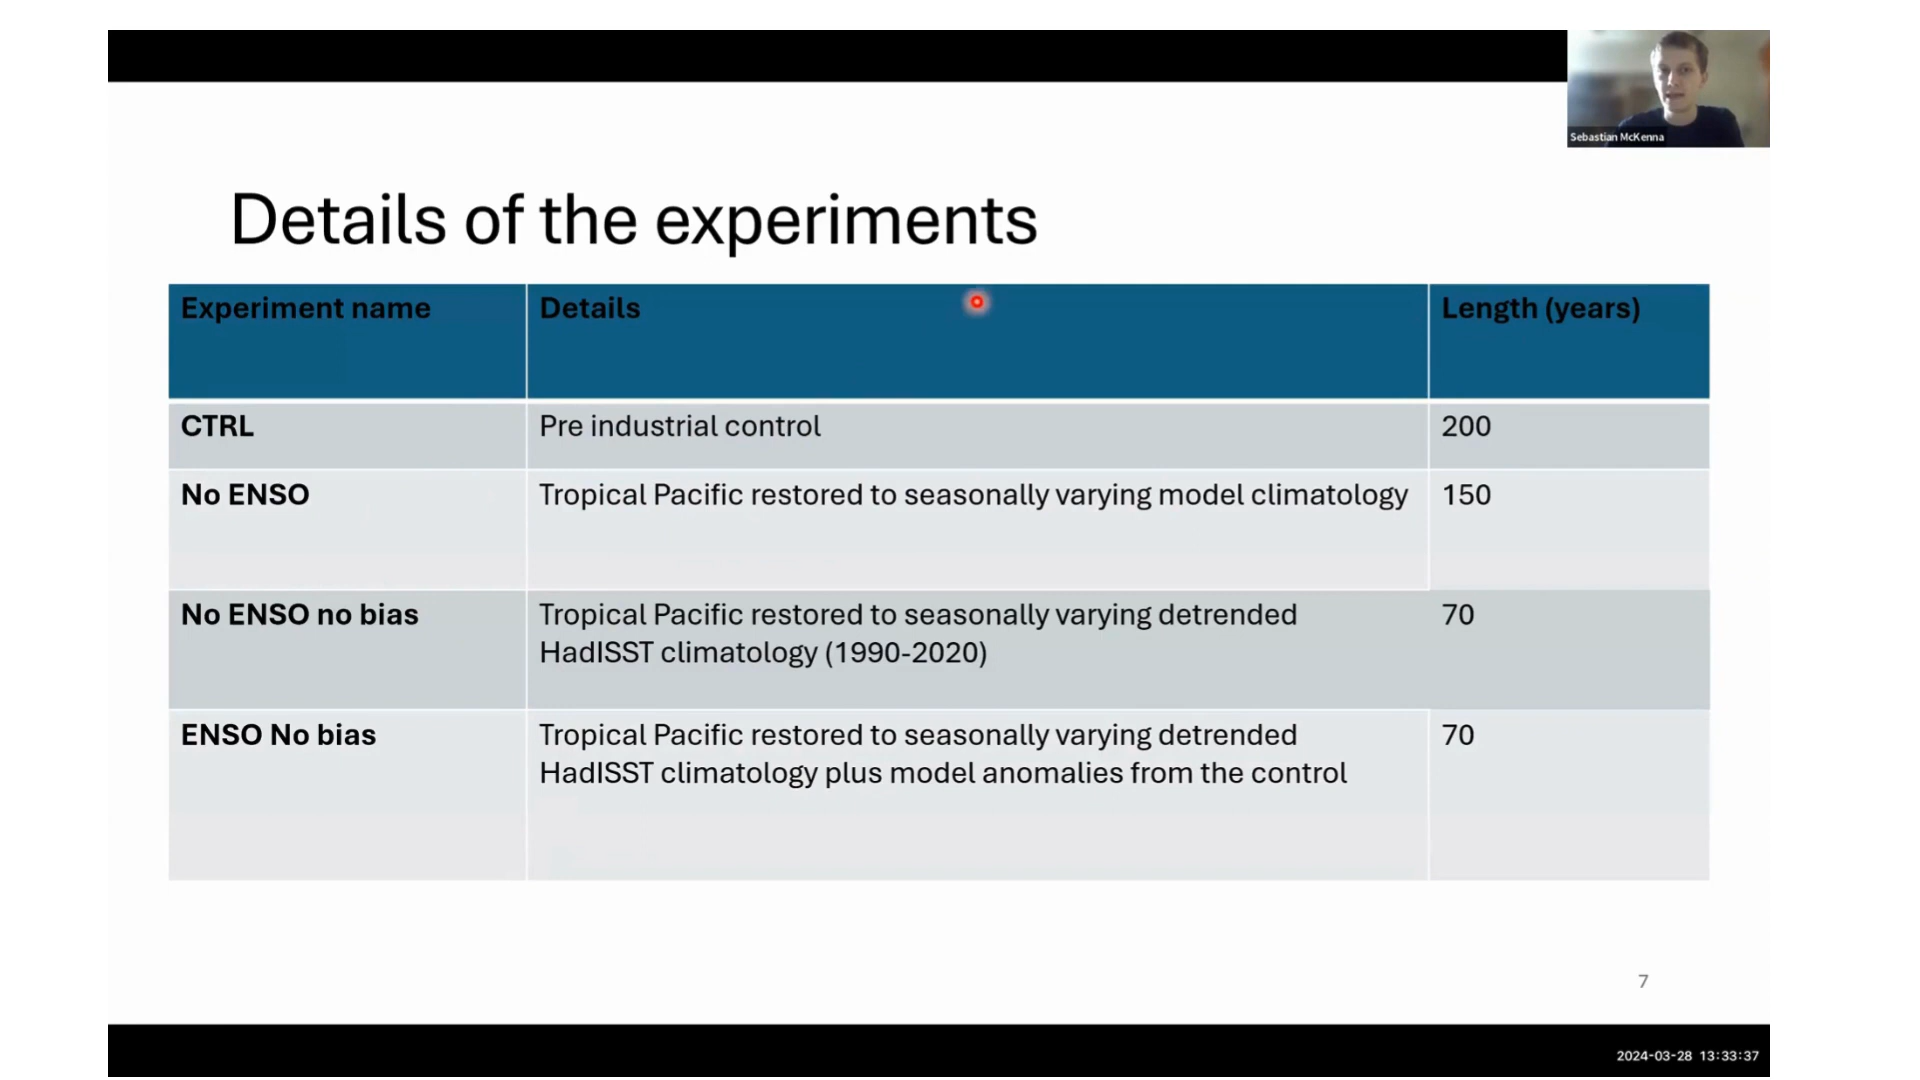 Sebastian McKenna
Details of the experiments
Experiment name
Details
Length (years)
CTRL
Pre industrial control
200
No ENSO
Tropical Pacific restored to seasonally varying model climatology
150
No ENSO no bias
Tropical Pacific restored to seasonally varying detrended
HadISST climatology (1990-2020)
70
ENSO No bias
Tropical Pacific restored to seasonally varying detrended
HadISST climatology plus model anomalies from the control
70
7
2024-03-28 13:33:37